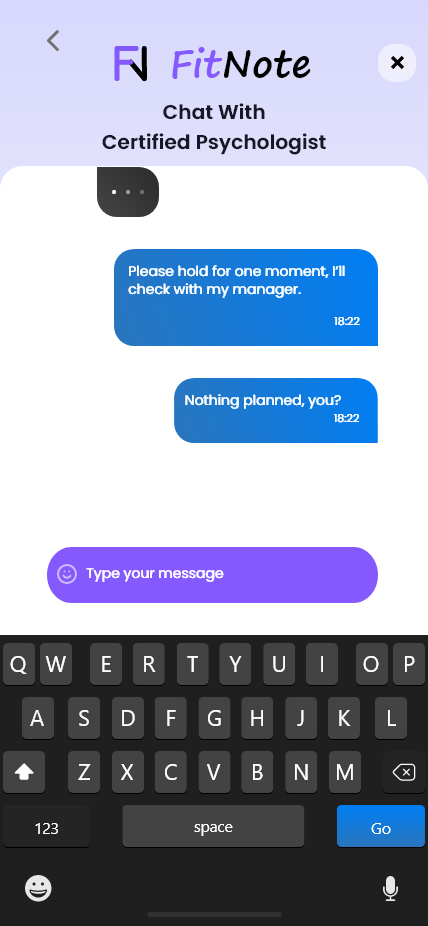 FN FitNote
Chat With
Certified Psychologist
Please hold for one moment, I'll
check with my manager.
18:22
Nothing planned, you?
18:22
Type your message
Q W E R T Y U I O P
A S D F G H J K L
Z X C V B N M
123 space Go